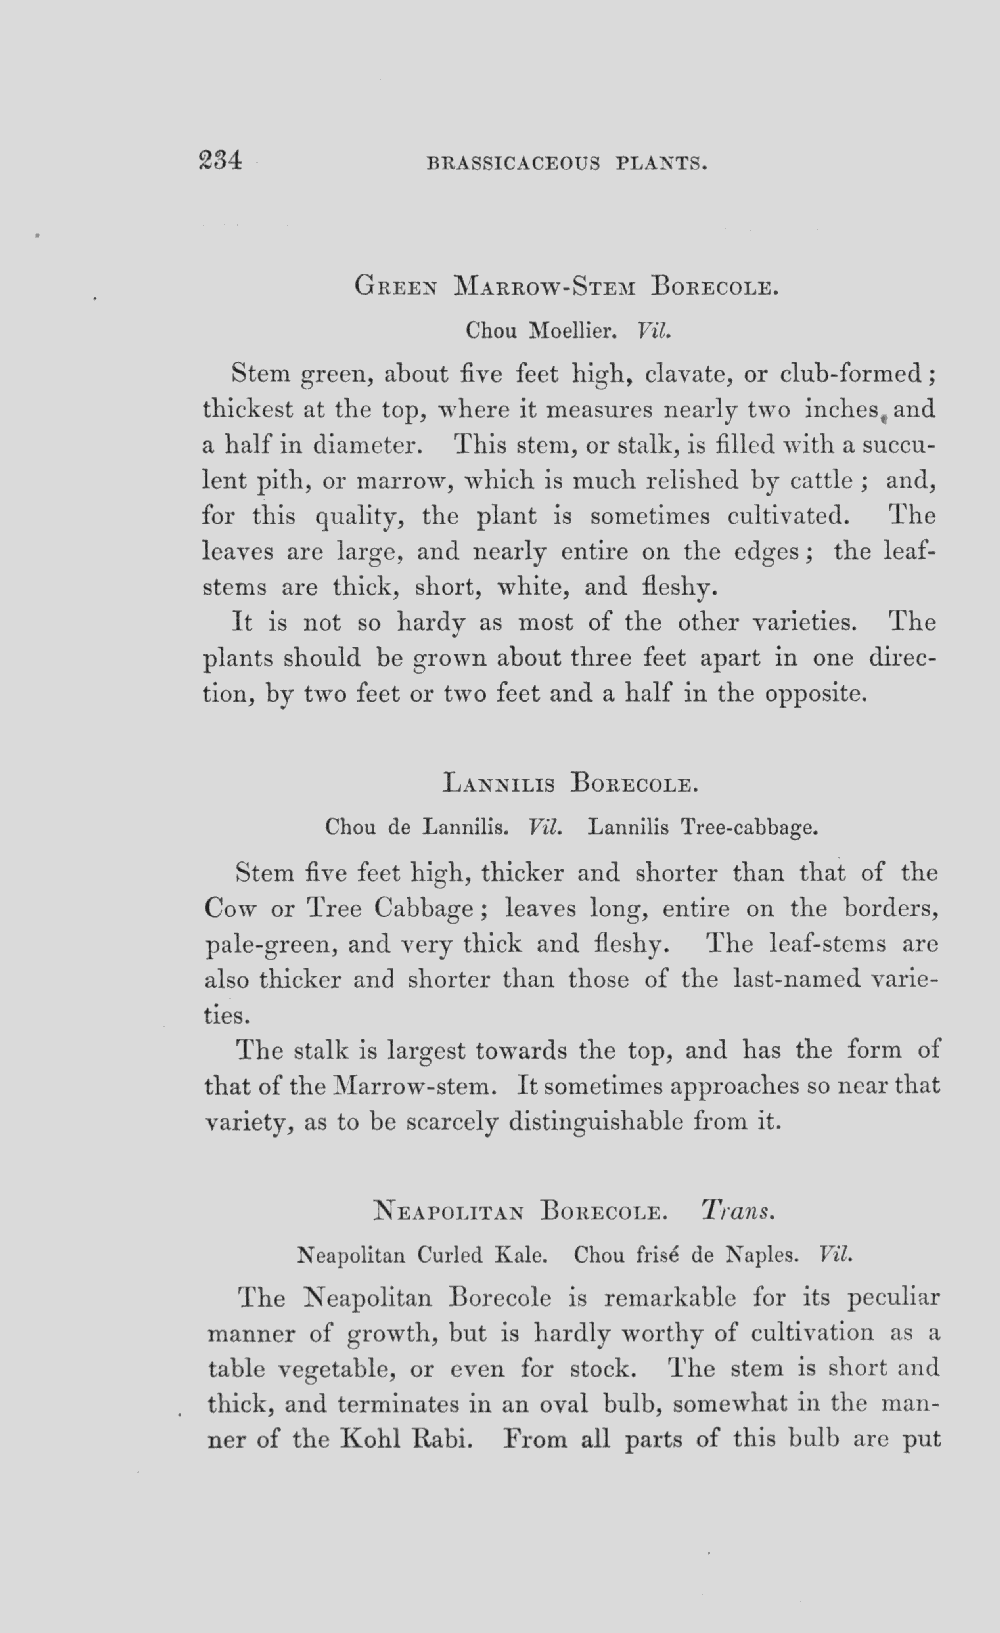 234 BRASSICACEOUS PLANTS.
GREEN MARROW-STEM BORECOLE.
Chou Moellier. Vil.
Stem green, about five feet high, clavate, or club-formed;
thickest at the top, where it measures nearly two inches, and
a half in diameter. This stem, or stalk, is filled with a succu-
lent pith, or marrow, which is much relished by cattle; and,
for this quality, the plant is sometimes cultivated. The
leaves are large, and nearly entire on the edges; the leaf-
stems are thick, short, white, and fleshy.
It is not so hardy as most of the other varieties. The
plants should be grown about three feet apart in one direc-
tion, by two feet or two feet and a half in the opposite.
LANNILIS BORECOLE.
Chou de Lannilis. Vil. Lannilis Tree-cabbage.
Stem five feet high, thicker and shorter than that of the
Cow or Tree Cabbage; leaves long, entire on the borders,
pale-green, and very thick and fleshy. The leaf-stems are
also thicker and shorter than those of the last-named varie-
ties.
The stalk is largest towards the top, and has the form of
that of the Marrow-stem. It sometimes approaches so near that
variety, as to be scarcely distinguishable from it.
NEAPOLITAN BORECOLE. Trans.
Neapolitan Curled Kale. Chou frisé de Naples. Vil.
The Neapolitan Borecole is remarkable for its peculiar
manner of growth, but is hardly worthy of cultivation as a
table vegetable, or even for stock. The stem is short and
thick, and terminates in an oval bulb, somewhat in the man-
ner of the Kohl Rabi. From all parts of this bulb are put